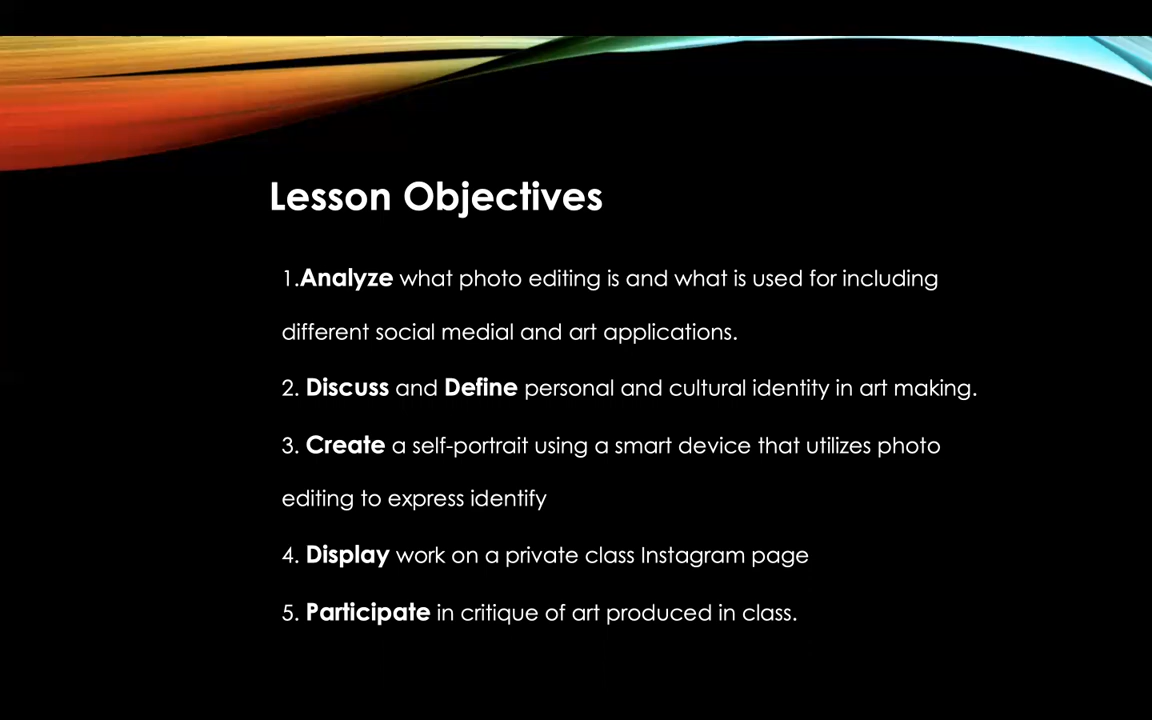 Lesson Objectives
1.Analyze what photo editing is and what is used for including
different social medial and art applications.
2. Discuss and Define personal and cultural identity in art making.
3. Create a self-portrait using a smart device that utilizes photo
editing to express identify
4. Display work on a private class Instagram page
5. Participate in critique of art produced in class.